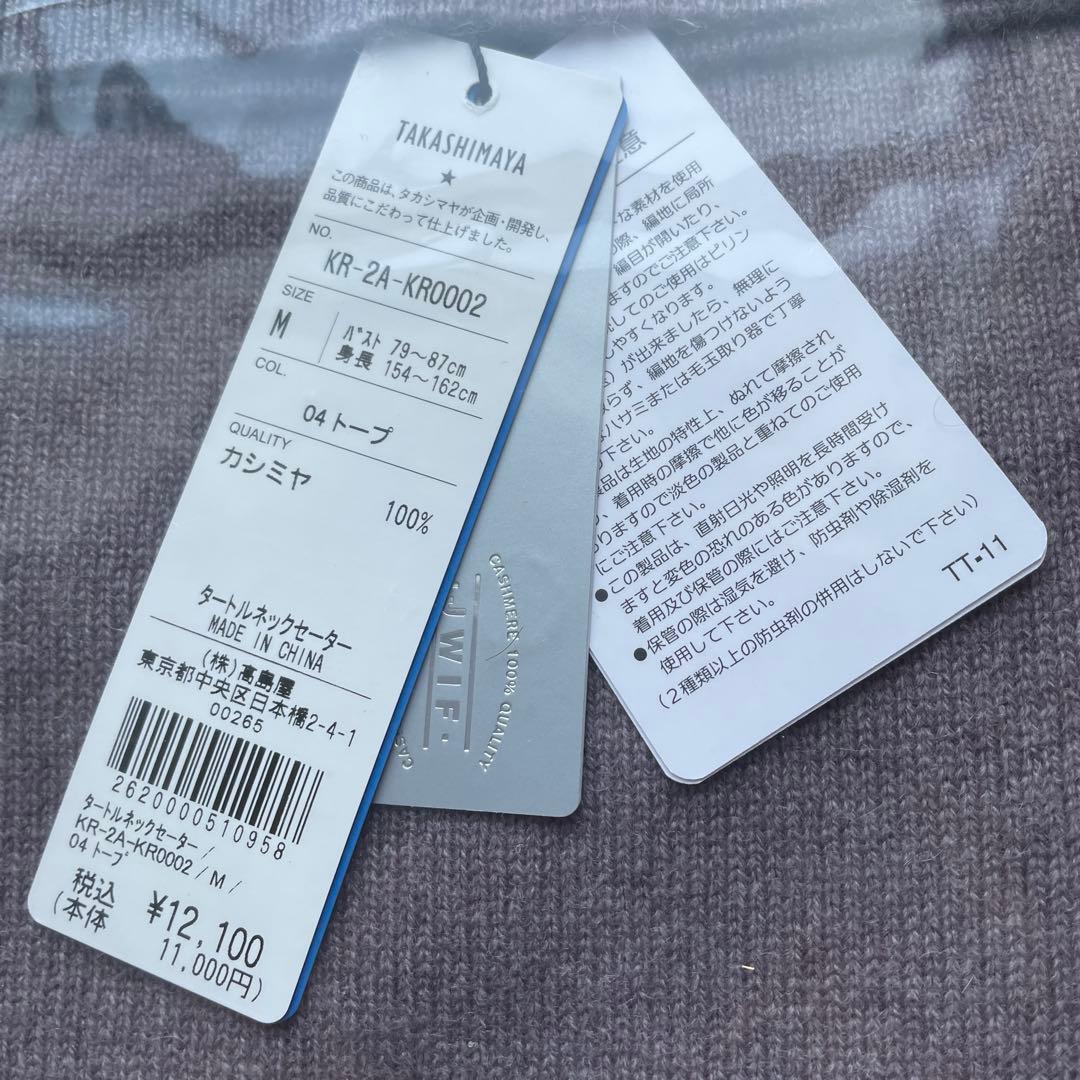 TAKASHIMAYA
この商品は、タカシマヤが企画・開発し、
品質にこだわって仕上げました。
NO.
KR-2A-KR0002
SIZE
M
バスト 79〜87cm
身長 154〜162cm
COL.
04トープ
QUALITY
カシミヤ
100%
タートルネックセーター
MADE IN CHINA
(株)髙島屋
東京都中央区日本橋2-4-1
00265
2620000510958
タートルネックセーター/
KR-2A-KR0002/M/
04トープ
税込 ¥12,100
(本体 11,000円)
CASHMERE 100% QUALITY
JWIF.
CAS
意
な素材を使用
際、編地に局所
編目が開いたり、
ますのでご注意下さい。
してのご使用はピリン
しやすくなります。
が出来ましたら、無理に
らず、編地を傷つけないよう
ハサミまたは毛玉取り器で丁寧
下さい。
製品は生地の特性上、ぬれて摩擦され
着用時の摩擦で他に色が移ることが
りますので淡色の製品と重ねてのご使用
にご注意下さい。
●この製品は、直射日光や照明を長時間受け
ますと変色の恐れのある色がありますので、
着用及び保管の際にはご注意下さい。
●保管の際は湿気を避け、防虫剤や除湿剤を
使用して下さい。
(2種類以上の防虫剤の併用はしないで下さい)
TT-11